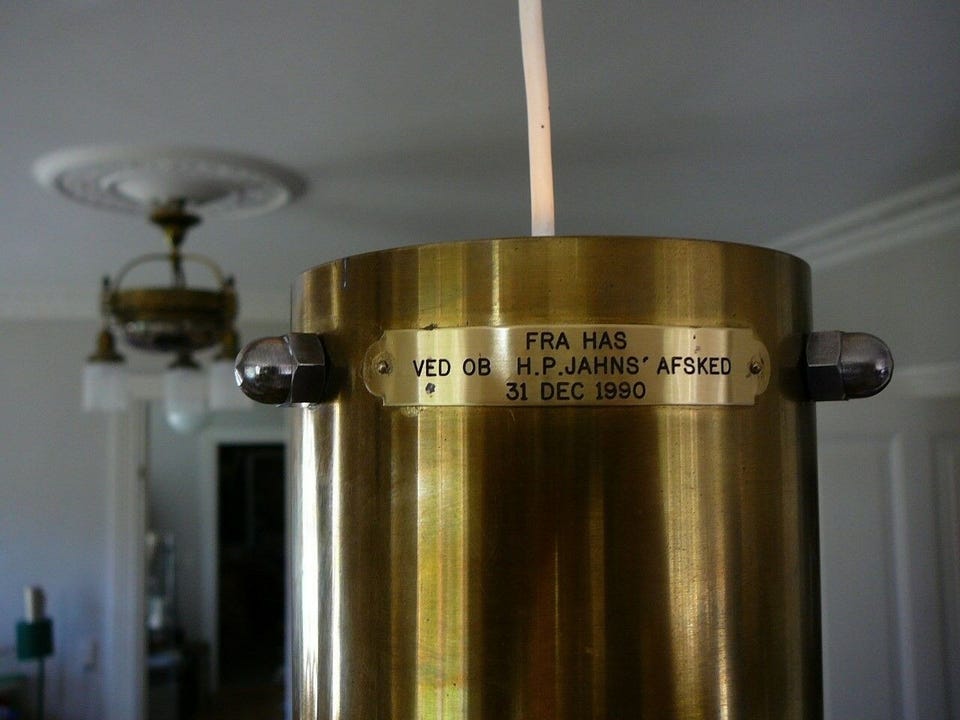 FRA HAS
VED OB H.P.JAHNS´ AFSKED
31 DEC 1990